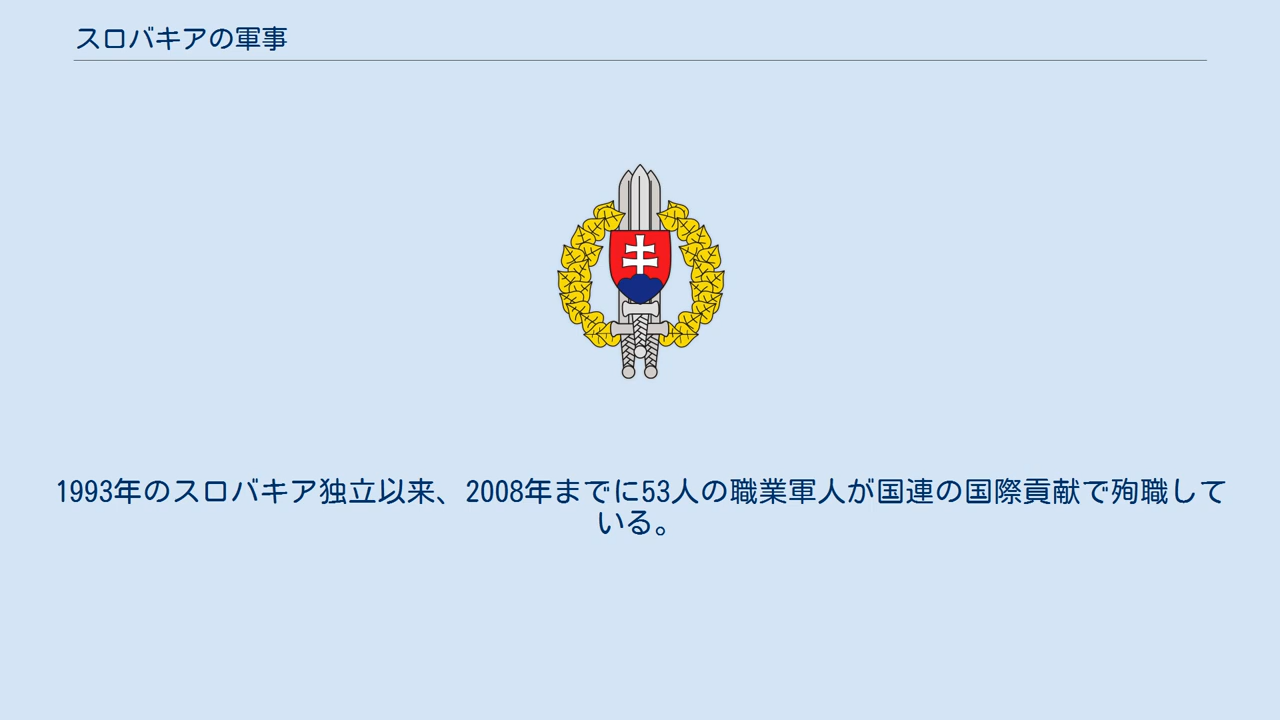 スロバキアの軍事
1993年のスロバキア独立以来、2008年までに53人の職業軍人が国連の国際貢献で殉職して
いる。